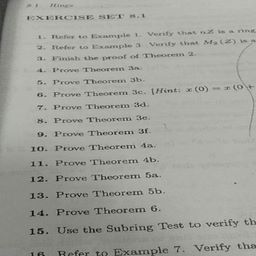 8.1 Rings
EXERCISE SET 8.1
1. Refer to Example 1. Verify that nZ is a ring
2. Refer to Example 3. Verify that M₂(Z) is a
3. Finish the proof of Theorem 2.
4. Prove Theorem 3a.
5. Prove Theorem 3b.
6. Prove Theorem 3c. [Hint: x(0) = x(0 +
7. Prove Theorem 3d.
8. Prove Theorem 3e.
9. Prove Theorem 3f.
10. Prove Theorem 4a.
11. Prove Theorem 4b.
12. Prove Theorem 5a.
13. Prove Theorem 5b.
14. Prove Theorem 6.
15. Use the Subring Test to verify th
16. Refer to Example 7. Verify tha